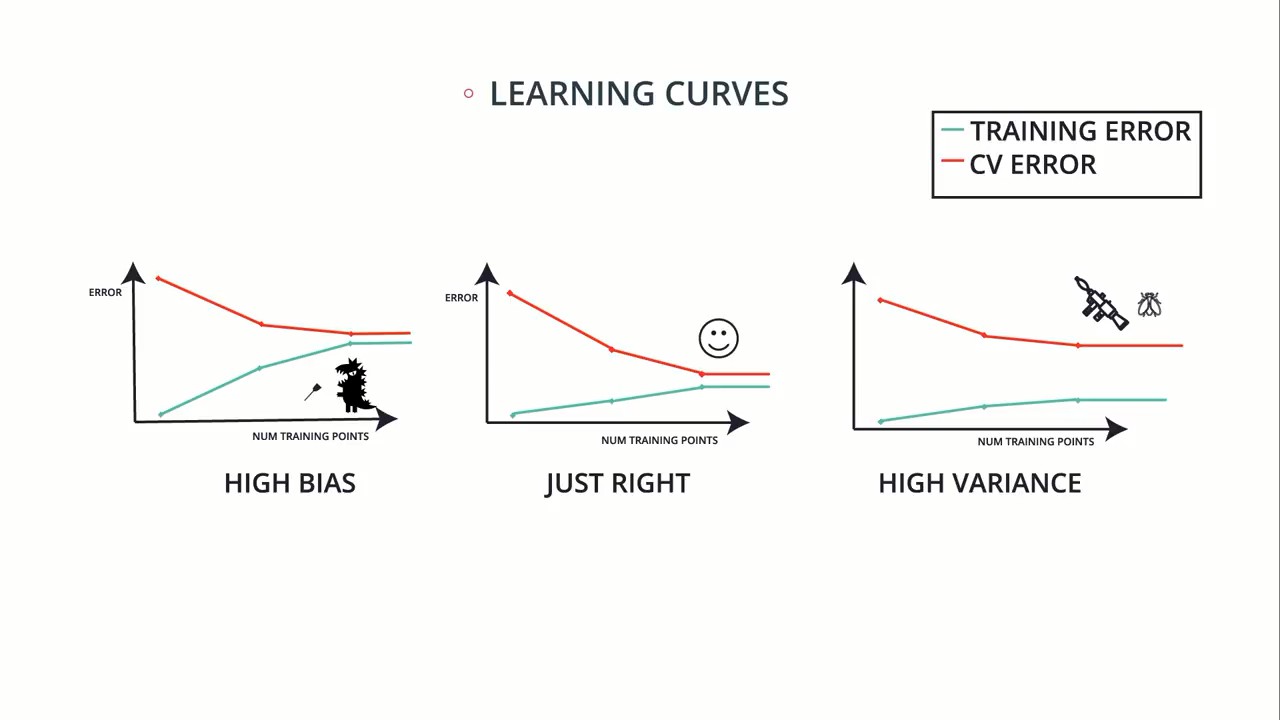 LEARNING CURVES
TRAINING ERROR
CV ERROR
ERROR
NUM TRAINING POINTS
HIGH BIAS
ERROR
NUM TRAINING POINTS
JUST RIGHT
NUM TRAINING POINTS
HIGH VARIANCE